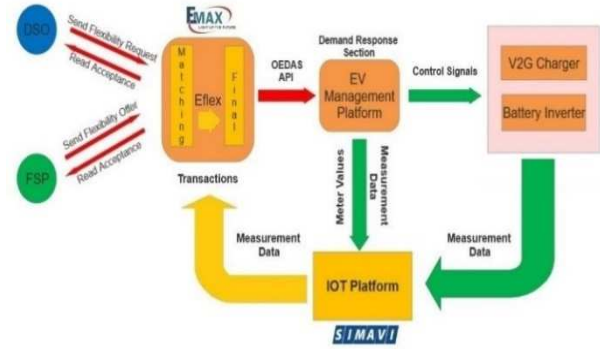 EMAX
DSO
Send Flexibility Request
Read Acceptance
Send Flexibility Offer
Read Acceptance
FSP
Matching
Eflex
Final
Transactions
OEDAS
API
Demand Response
Section
EV
Management
Platform
Control Signals
V2G Charger
Battery Inverter
Meter Values
Measurement
Data
Measurement
Data
IOT Platform
Measurement
Data
SIMAVI